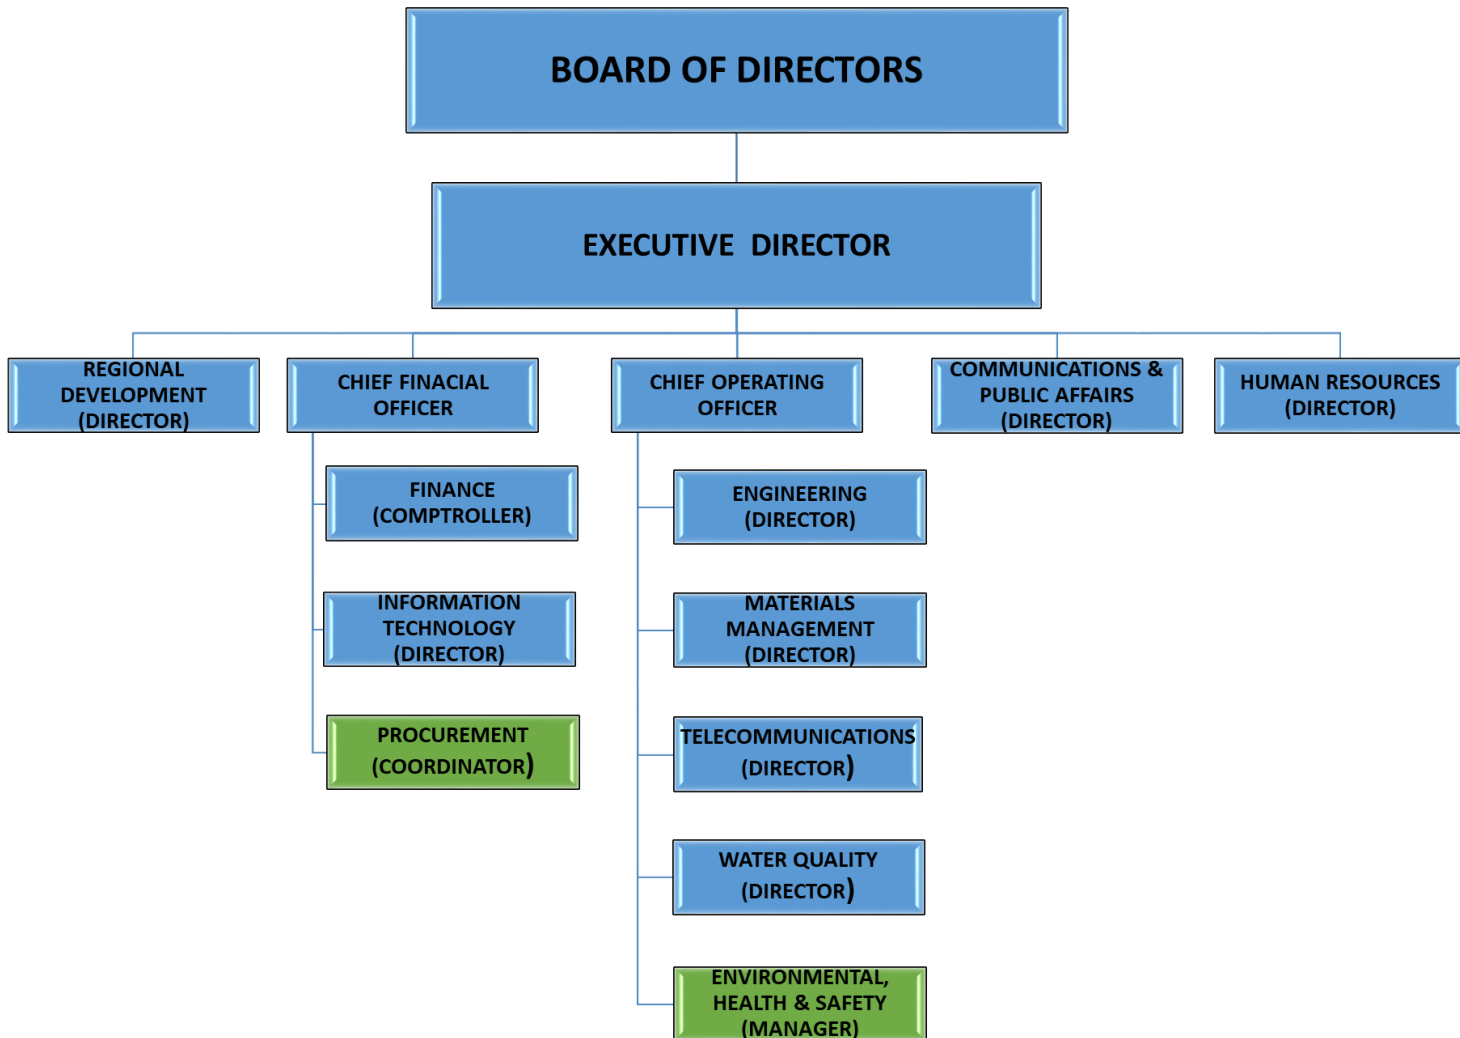 BOARD OF DIRECTORS
EXECUTIVE DIRECTOR
REGIONAL
DEVELOPMENT
(DIRECTOR)
CHIEF FINACIAL
OFFICER
CHIEF OPERATING
OFFICER
COMMUNICATIONS &
PUBLIC AFFAIRS
(DIRECTOR)
HUMAN RESOURCES
(DIRECTOR)
FINANCE
(COMPTROLLER)
INFORMATION
TECHNOLOGY
(DIRECTOR)
PROCUREMENT
(COORDINATOR)
ENGINEERING
(DIRECTOR)
MATERIALS
MANAGEMENT
(DIRECTOR)
TELECOMMUNICATIONS
(DIRECTOR)
WATER QUALITY
(DIRECTOR)
ENVIRONMENTAL,
HEALTH & SAFETY
(MANAGER)